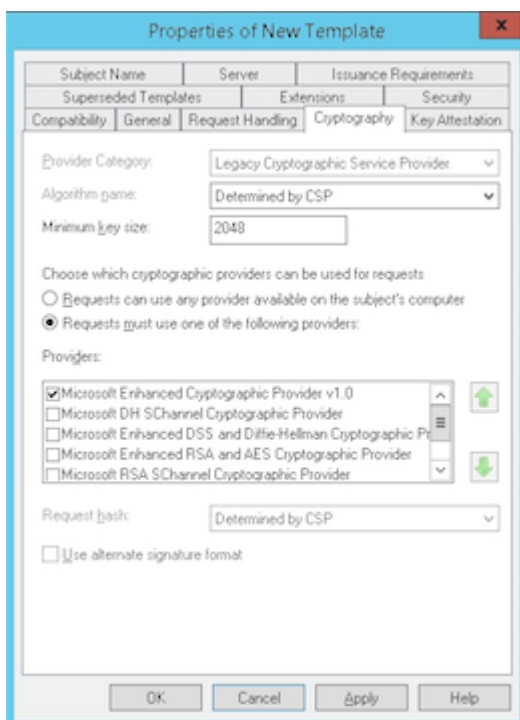 Properties of New Template
x
Subject Name Server Issuance Requirements
Superseded Templates Extensions Security
Compatibility General Request Handling Cryptography Key Attestation
Provider Category: Legacy Cryptographic Service Provider
Algorithm name: Determined by CSP
Minimum key size: 2048
Choose which cryptographic providers can be used for requests
Requests can use any provider available on the subject's computer
Requests must use one of the following providers:
Providers:
Microsoft Enhanced Cryptographic Provider v1.0
Microsoft DH SChannel Cryptographic Provider
Microsoft Enhanced DSS and Diffie-Hellman Cryptographic Pr
Microsoft Enhanced RSA and AES Cryptographic Provider
Microsoft RSA SChannel Cryptographic Provider
Request hash: Determined by CSP
Use alternate signature format
OK Cancel Apply Help